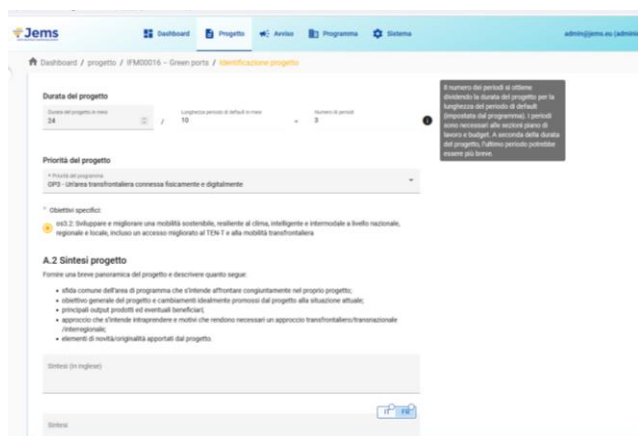 Jems
Dashboard Progetto Avviso Programma Sistema
admin@jems.eu (adminis
Dashboard / progetto / IFM00016 – Green ports / Identificazione progetto
Durata del progetto
Durata del progetto in mesi
24
/
Lunghezza periodo di default in mesi
10
=
Numero di periodi
3
Il numero dei periodi si ottiene
dividendo la durata del progetto per la
lunghezza del periodo di default
(impostata dal programma). I periodi
sono necessari alle sezioni piano di
lavoro e budget. A seconda della durata
del progetto, l'ultimo periodo potrebbe
essere più breve.
Priorità del progetto
* Priorità del programma
OP3 - Un'area transfrontaliera connessa fisicamente e digitalmente
* Obiettivi specifici:
os3.2: Sviluppare e migliorare una mobilità sostenibile, resiliente al clima, intelligente e intermodale a livello nazionale,
regionale e locale, incluso un accesso migliorato al TEN-T e alla mobilità transfrontaliera
A.2 Sintesi progetto
Fornire una breve panoramica del progetto e descrivere quanto segue:
• sfida comune dell'area di programma che s'intende affrontare congiuntamente nel proprio progetto;
• obiettivo generale del progetto e cambiamenti idealmente promossi dal progetto alla situazione attuale;
• principali output prodotti ed eventuali beneficiari;
• approccio che s'intende intraprendere e motivi che rendono necessari un approccio transfrontaliero/transnazionale
/interregionale;
• elementi di novità/originalità apportati dal progetto.
Sintesi (in inglese)
IT FR
Sintesi